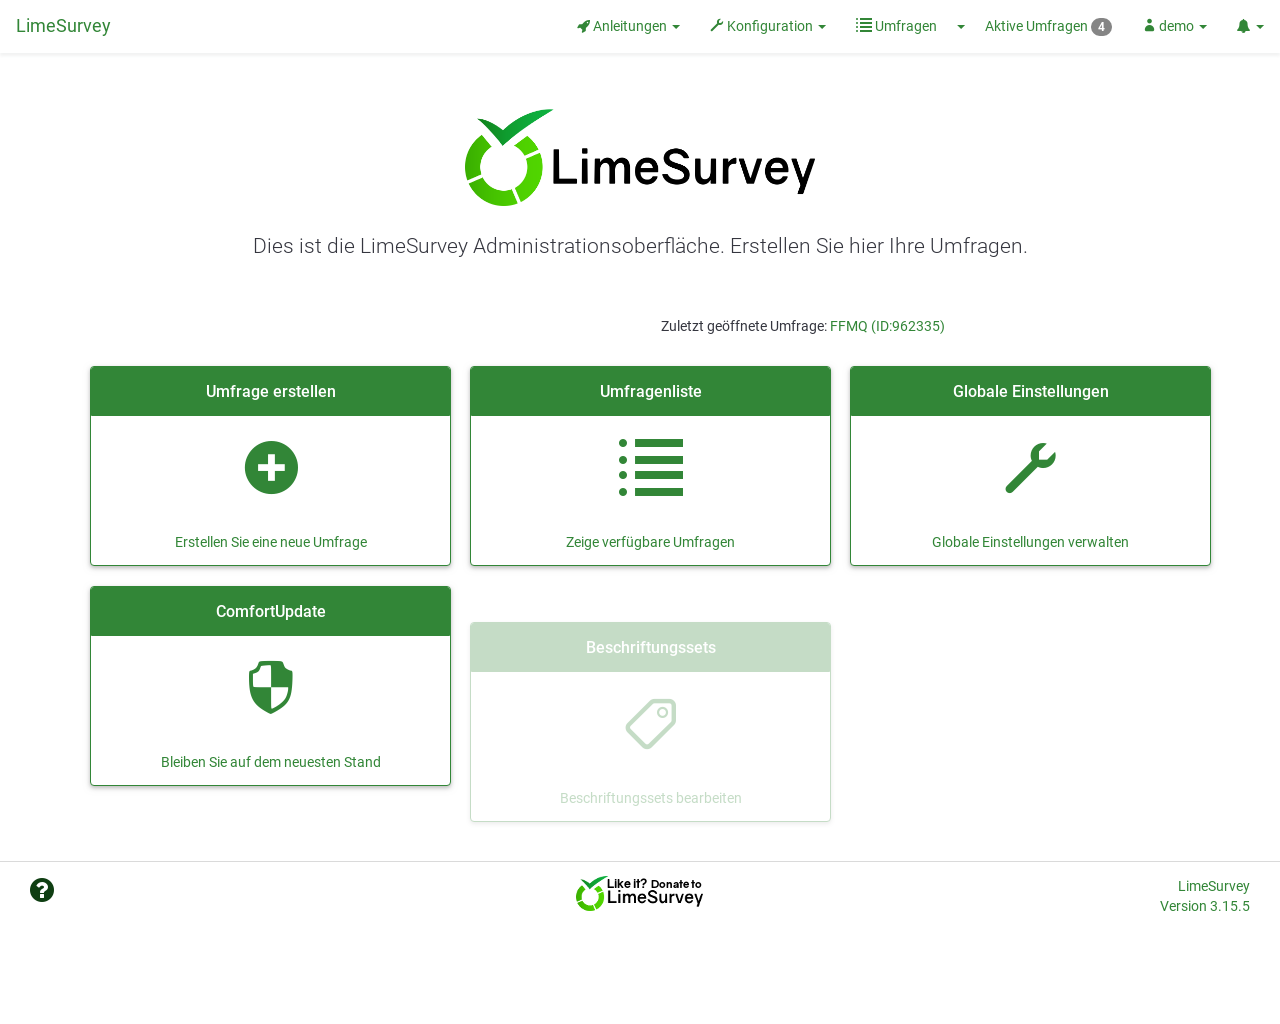 LimeSurvey
Anleitungen
Konfiguration
Umfragen
Aktive Umfragen 4
demo
LimeSurvey
Dies ist die LimeSurvey Administrationsoberfläche. Erstellen Sie hier Ihre Umfragen.
Zuletzt geöffnete Umfrage: FFMQ (ID:962335)
Umfrage erstellen
Erstellen Sie eine neue Umfrage
Umfragenliste
Zeige verfügbare Umfragen
Globale Einstellungen
Globale Einstellungen verwalten
ComfortUpdate
Bleiben Sie auf dem neuesten Stand
Beschriftungssets
Beschriftungssets bearbeiten
Like it? Donate to
LimeSurvey
LimeSurvey
Version 3.15.5